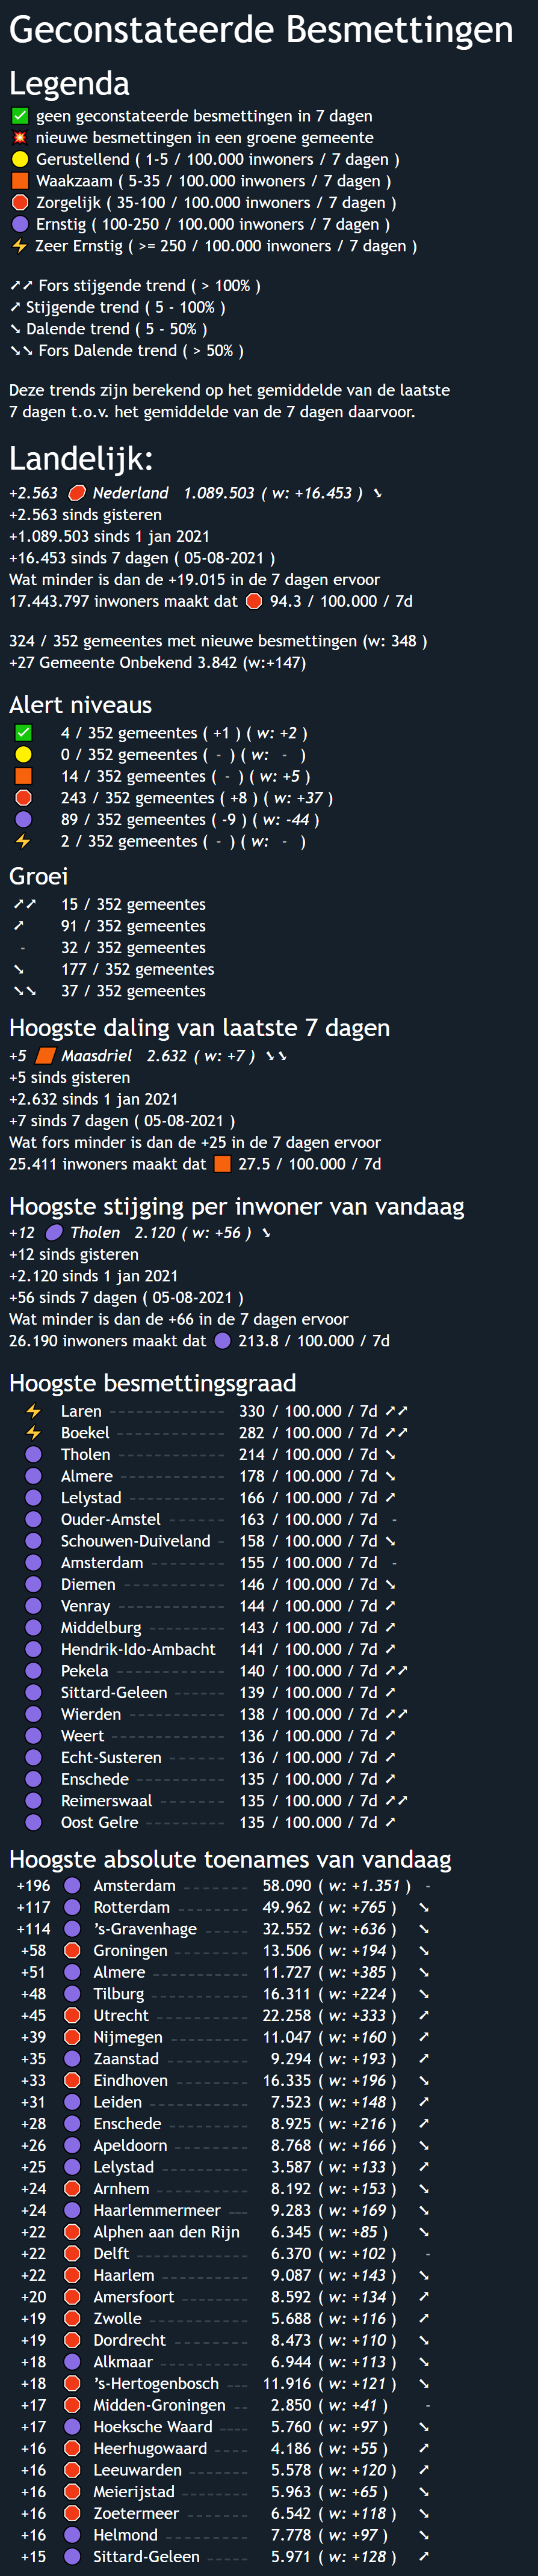 Geconstateerde Besmettingen
Legenda
geen geconstateerde besmettingen in 7 dagen
nieuwe besmettingen in een groene gemeente
Gerustellend ( 1-5 / 100.000 inwoners / 7 dagen )
Waakzaam ( 5-35 / 100.000 inwoners / 7 dagen )
Zorgelijk ( 35-100 / 100.000 inwoners / 7 dagen )
Ernstig ( 100-250 / 100.000 inwoners / 7 dagen )
Zeer Ernstig ( >= 250 / 100.000 inwoners / 7 dagen )
➚➚ Fors stijgende trend ( > 100% )
➚ Stijgende trend ( 5 - 100% )
➘ Dalende trend ( 5 - 50% )
➘➘ Fors Dalende trend ( > 50% )
Deze trends zijn berekend op het gemiddelde van de laatste
7 dagen t.o.v. het gemiddelde van de 7 dagen daarvoor.
Landelijk:
+2.563 Nederland 1.089.503 ( w: +16.453 ) ➘
+2.563 sinds gisteren
+1.089.503 sinds 1 jan 2021
+16.453 sinds 7 dagen ( 05-08-2021 )
Wat minder is dan de +19.015 in de 7 dagen ervoor
17.443.797 inwoners maakt dat 94.3 / 100.000 / 7d
324 / 352 gemeentes met nieuwe besmettingen (w: 348 )
+27 Gemeente Onbekend 3.842 (w:+147)
Alert niveaus
4 / 352 gemeentes ( +1 ) ( w: +2 )
0 / 352 gemeentes ( - ) ( w: - )
14 / 352 gemeentes ( - ) ( w: +5 )
243 / 352 gemeentes ( +8 ) ( w: +37 )
89 / 352 gemeentes ( -9 ) ( w: -44 )
2 / 352 gemeentes ( - ) ( w: - )
Groei
➚➚ 15 / 352 gemeentes
➚ 91 / 352 gemeentes
- 32 / 352 gemeentes
➘ 177 / 352 gemeentes
➘➘ 37 / 352 gemeentes
Hoogste daling van laatste 7 dagen
+5 Maasdriel 2.632 ( w: +7 ) ➘➘
+5 sinds gisteren
+2.632 sinds 1 jan 2021
+7 sinds 7 dagen ( 05-08-2021 )
Wat fors minder is dan de +25 in de 7 dagen ervoor
25.411 inwoners maakt dat 27.5 / 100.000 / 7d
Hoogste stijging per inwoner van vandaag
+12 Tholen 2.120 ( w: +56 ) ➘
+12 sinds gisteren
+2.120 sinds 1 jan 2021
+56 sinds 7 dagen ( 05-08-2021 )
Wat minder is dan de +66 in de 7 dagen ervoor
26.190 inwoners maakt dat 213.8 / 100.000 / 7d
Hoogste besmettingsgraad
Laren 330 / 100.000 / 7d ➚➚
Boekel 282 / 100.000 / 7d ➚➚
Tholen 214 / 100.000 / 7d ➘
Almere 178 / 100.000 / 7d ➘
Lelystad 166 / 100.000 / 7d ➚
Ouder-Amstel 163 / 100.000 / 7d -
Schouwen-Duiveland 158 / 100.000 / 7d ➘
Amsterdam 155 / 100.000 / 7d -
Diemen 146 / 100.000 / 7d ➘
Venray 144 / 100.000 / 7d ➚
Middelburg 143 / 100.000 / 7d ➚
Hendrik-Ido-Ambacht 141 / 100.000 / 7d ➚
Pekela 140 / 100.000 / 7d ➚➚
Sittard-Geleen 139 / 100.000 / 7d ➚
Wierden 138 / 100.000 / 7d ➚➚
Weert 136 / 100.000 / 7d ➚
Echt-Susteren 136 / 100.000 / 7d ➚
Enschede 135 / 100.000 / 7d ➚
Reimerswaal 135 / 100.000 / 7d ➚➚
Oost Gelre 135 / 100.000 / 7d ➚
Hoogste absolute toenames van vandaag
+196 Amsterdam 58.090 ( w: +1.351 ) -
+117 Rotterdam 49.962 ( w: +765 ) ➘
+114 's-Gravenhage 32.552 ( w: +636 ) ➘
+58 Groningen 13.506 ( w: +194 ) ➘
+51 Almere 11.727 ( w: +385 ) ➘
+48 Tilburg 16.311 ( w: +224 ) ➘
+45 Utrecht 22.258 ( w: +333 ) ➚
+39 Nijmegen 11.047 ( w: +160 ) ➚
+35 Zaanstad 9.294 ( w: +193 ) ➚
+33 Eindhoven 16.335 ( w: +196 ) ➘
+31 Leiden 7.523 ( w: +148 ) ➚
+28 Enschede 8.925 ( w: +216 ) ➚
+26 Apeldoorn 8.768 ( w: +166 ) ➘
+25 Lelystad 3.587 ( w: +133 ) ➚
+24 Arnhem 8.192 ( w: +153 ) ➘
+24 Haarlemmermeer 9.283 ( w: +169 ) ➘
+22 Alphen aan den Rijn 6.345 ( w: +85 ) ➘
+22 Delft 6.370 ( w: +102 ) -
+22 Haarlem 9.087 ( w: +143 ) ➘
+20 Amersfoort 8.592 ( w: +134 ) ➚
+19 Zwolle 5.688 ( w: +116 ) ➚
+19 Dordrecht 8.473 ( w: +110 ) ➘
+18 Alkmaar 6.944 ( w: +113 ) ➘
+18 's-Hertogenbosch 11.916 ( w: +121 ) ➘
+17 Midden-Groningen 2.850 ( w: +41 ) -
+17 Hoeksche Waard 5.760 ( w: +97 ) ➘
+16 Heerhugowaard 4.186 ( w: +55 ) ➚
+16 Leeuwarden 5.578 ( w: +120 ) ➚
+16 Meierijstad 5.963 ( w: +65 ) ➘
+16 Zoetermeer 6.542 ( w: +118 ) ➘
+16 Helmond 7.778 ( w: +97 ) ➘
+15 Sittard-Geleen 5.971 ( w: +128 ) ➚